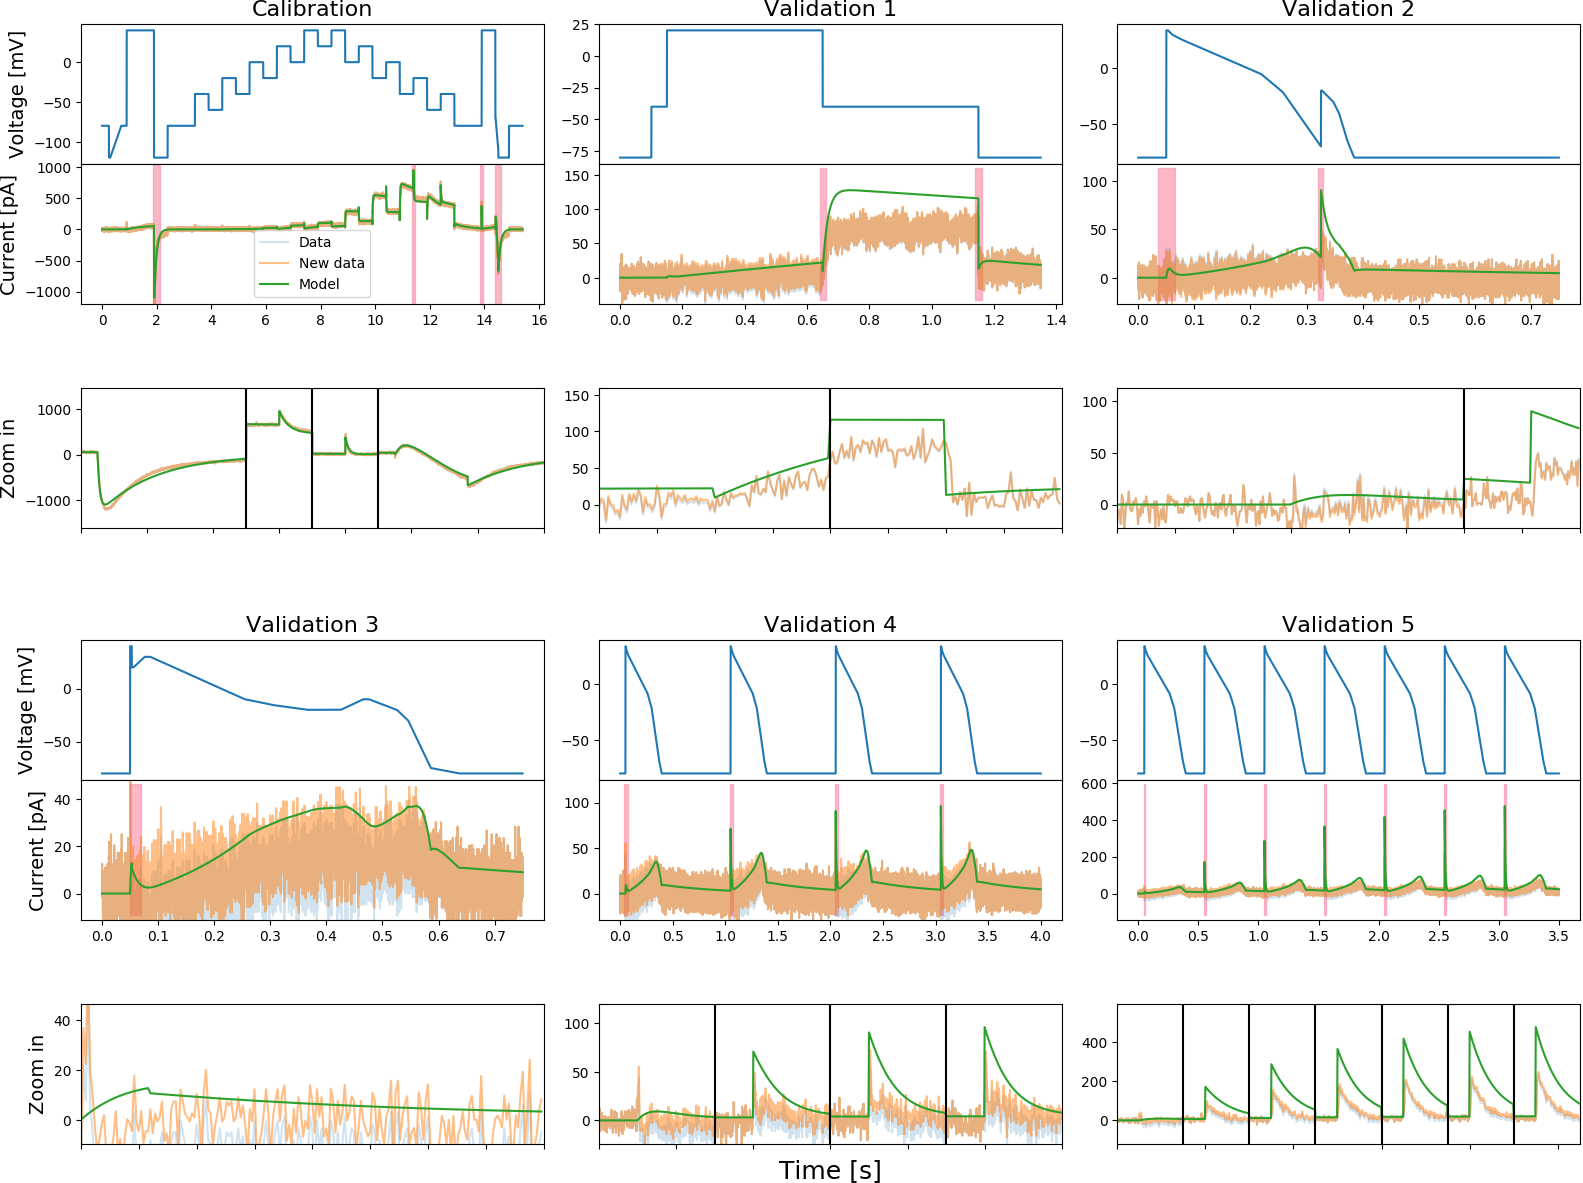 Calibration
Validation 1
Validation 2
Voltage [mV]
0
−50
−100
25
0
−25
−50
−75
0
−50
Current [pA]
1000
500
0
−500
−1000
Data
New data
Model
150
100
50
0
100
50
0
0 2 4 6 8 10 12 14 16
0.0 0.2 0.4 0.6 0.8 1.0 1.2 1.4
0.0 0.1 0.2 0.3 0.4 0.5 0.6 0.7
Zoom in
1000
0
−1000
150
100
50
0
100
50
0
Validation 3
Validation 4
Validation 5
Voltage [mV]
0
−50
0
−50
0
−50
Current [pA]
40
20
0
100
50
0
600
400
200
0
0.0 0.1 0.2 0.3 0.4 0.5 0.6 0.7
0.0 0.5 1.0 1.5 2.0 2.5 3.0 3.5 4.0
0.0 0.5 1.0 1.5 2.0 2.5 3.0 3.5
Zoom in
40
20
0
100
50
0
400
200
0
Time [s]